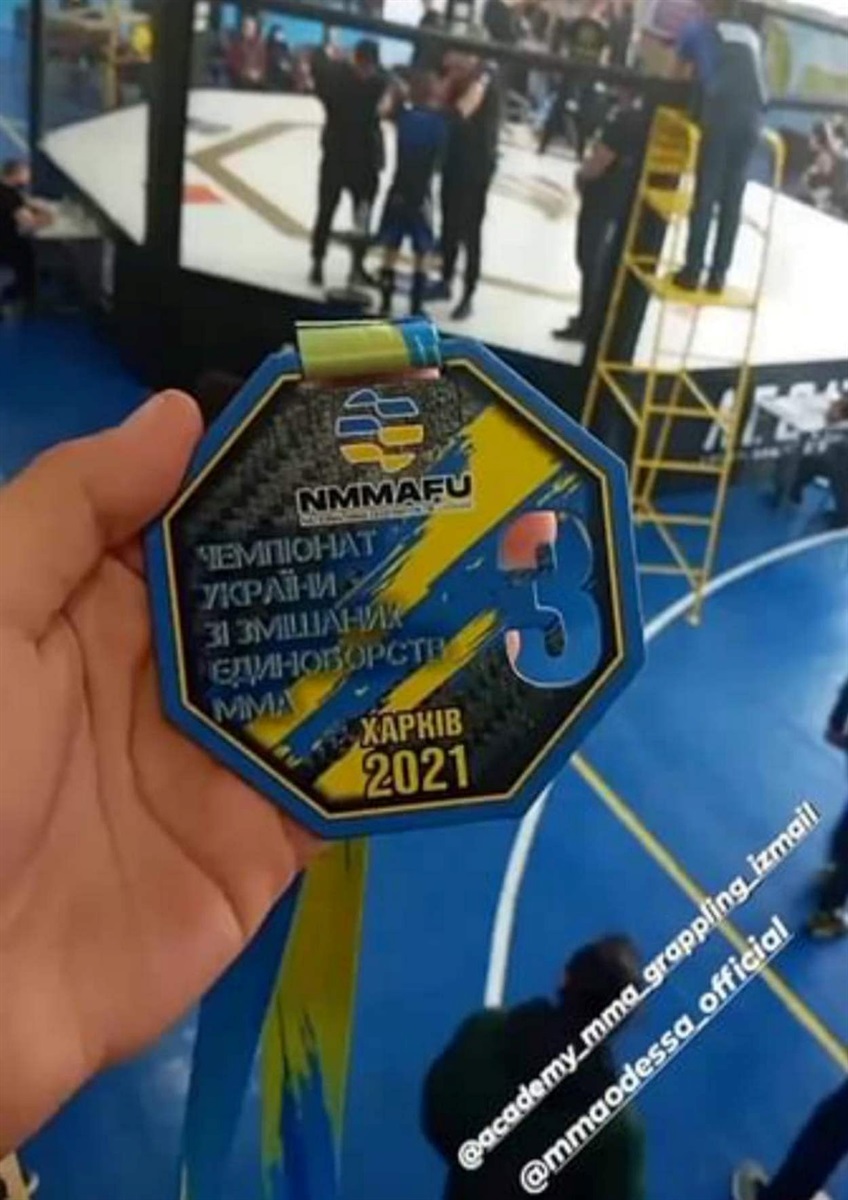 NMMAFU
ЧЕМПІОНАТ
УКРАЇНИ
ЗІ ЗМІШАНИХ
ЄДИНОБОРСТВ
ММА
3
ХАРКІВ
2021
@academy_mma_grappling_izmail
@mmaodessa_official